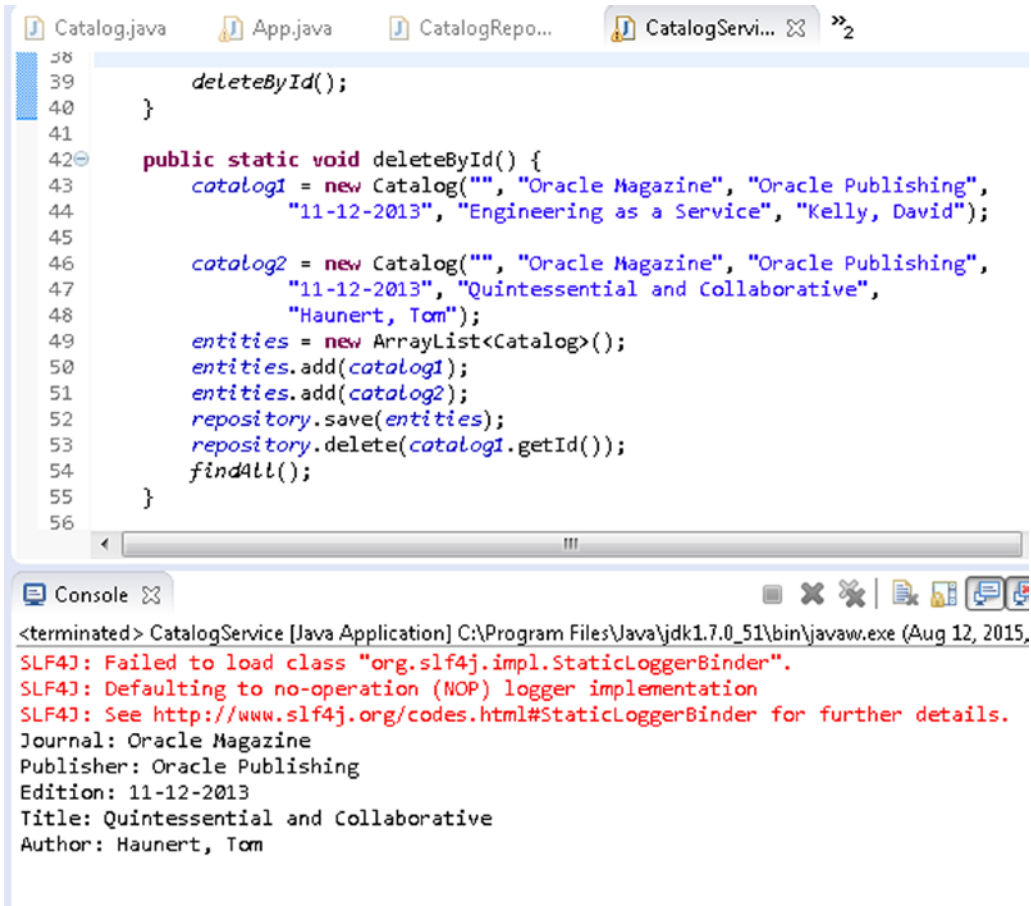 Catalog.java App.java CatalogRepo... CatalogServi... »2
38
39 deleteById();
40 }
41
42 public static void deleteById() {
43 catalog1 = new Catalog("", "Oracle Magazine", "Oracle Publishing",
44 "11-12-2013", "Engineering as a Service", "Kelly, David");
45
46 catalog2 = new Catalog("", "Oracle Magazine", "Oracle Publishing",
47 "11-12-2013", "Quintessential and Collaborative",
48 "Haunert, Tom");
49 entities = new ArrayList<Catalog>();
50 entities.add(catalog1);
51 entities.add(catalog2);
52 repository.save(entities);
53 repository.delete(catalog1.getId());
54 findAll();
55 }
56
Console
<terminated> CatalogService [Java Application] C:\Program Files\Java\jdk1.7.0_51\bin\javaw.exe (Aug 12, 2015,
SLF4J: Failed to load class "org.slf4j.impl.StaticLoggerBinder".
SLF4J: Defaulting to no-operation (NOP) logger implementation
SLF4J: See http://www.slf4j.org/codes.html#StaticLoggerBinder for further details.
Journal: Oracle Magazine
Publisher: Oracle Publishing
Edition: 11-12-2013
Title: Quintessential and Collaborative
Author: Haunert, Tom